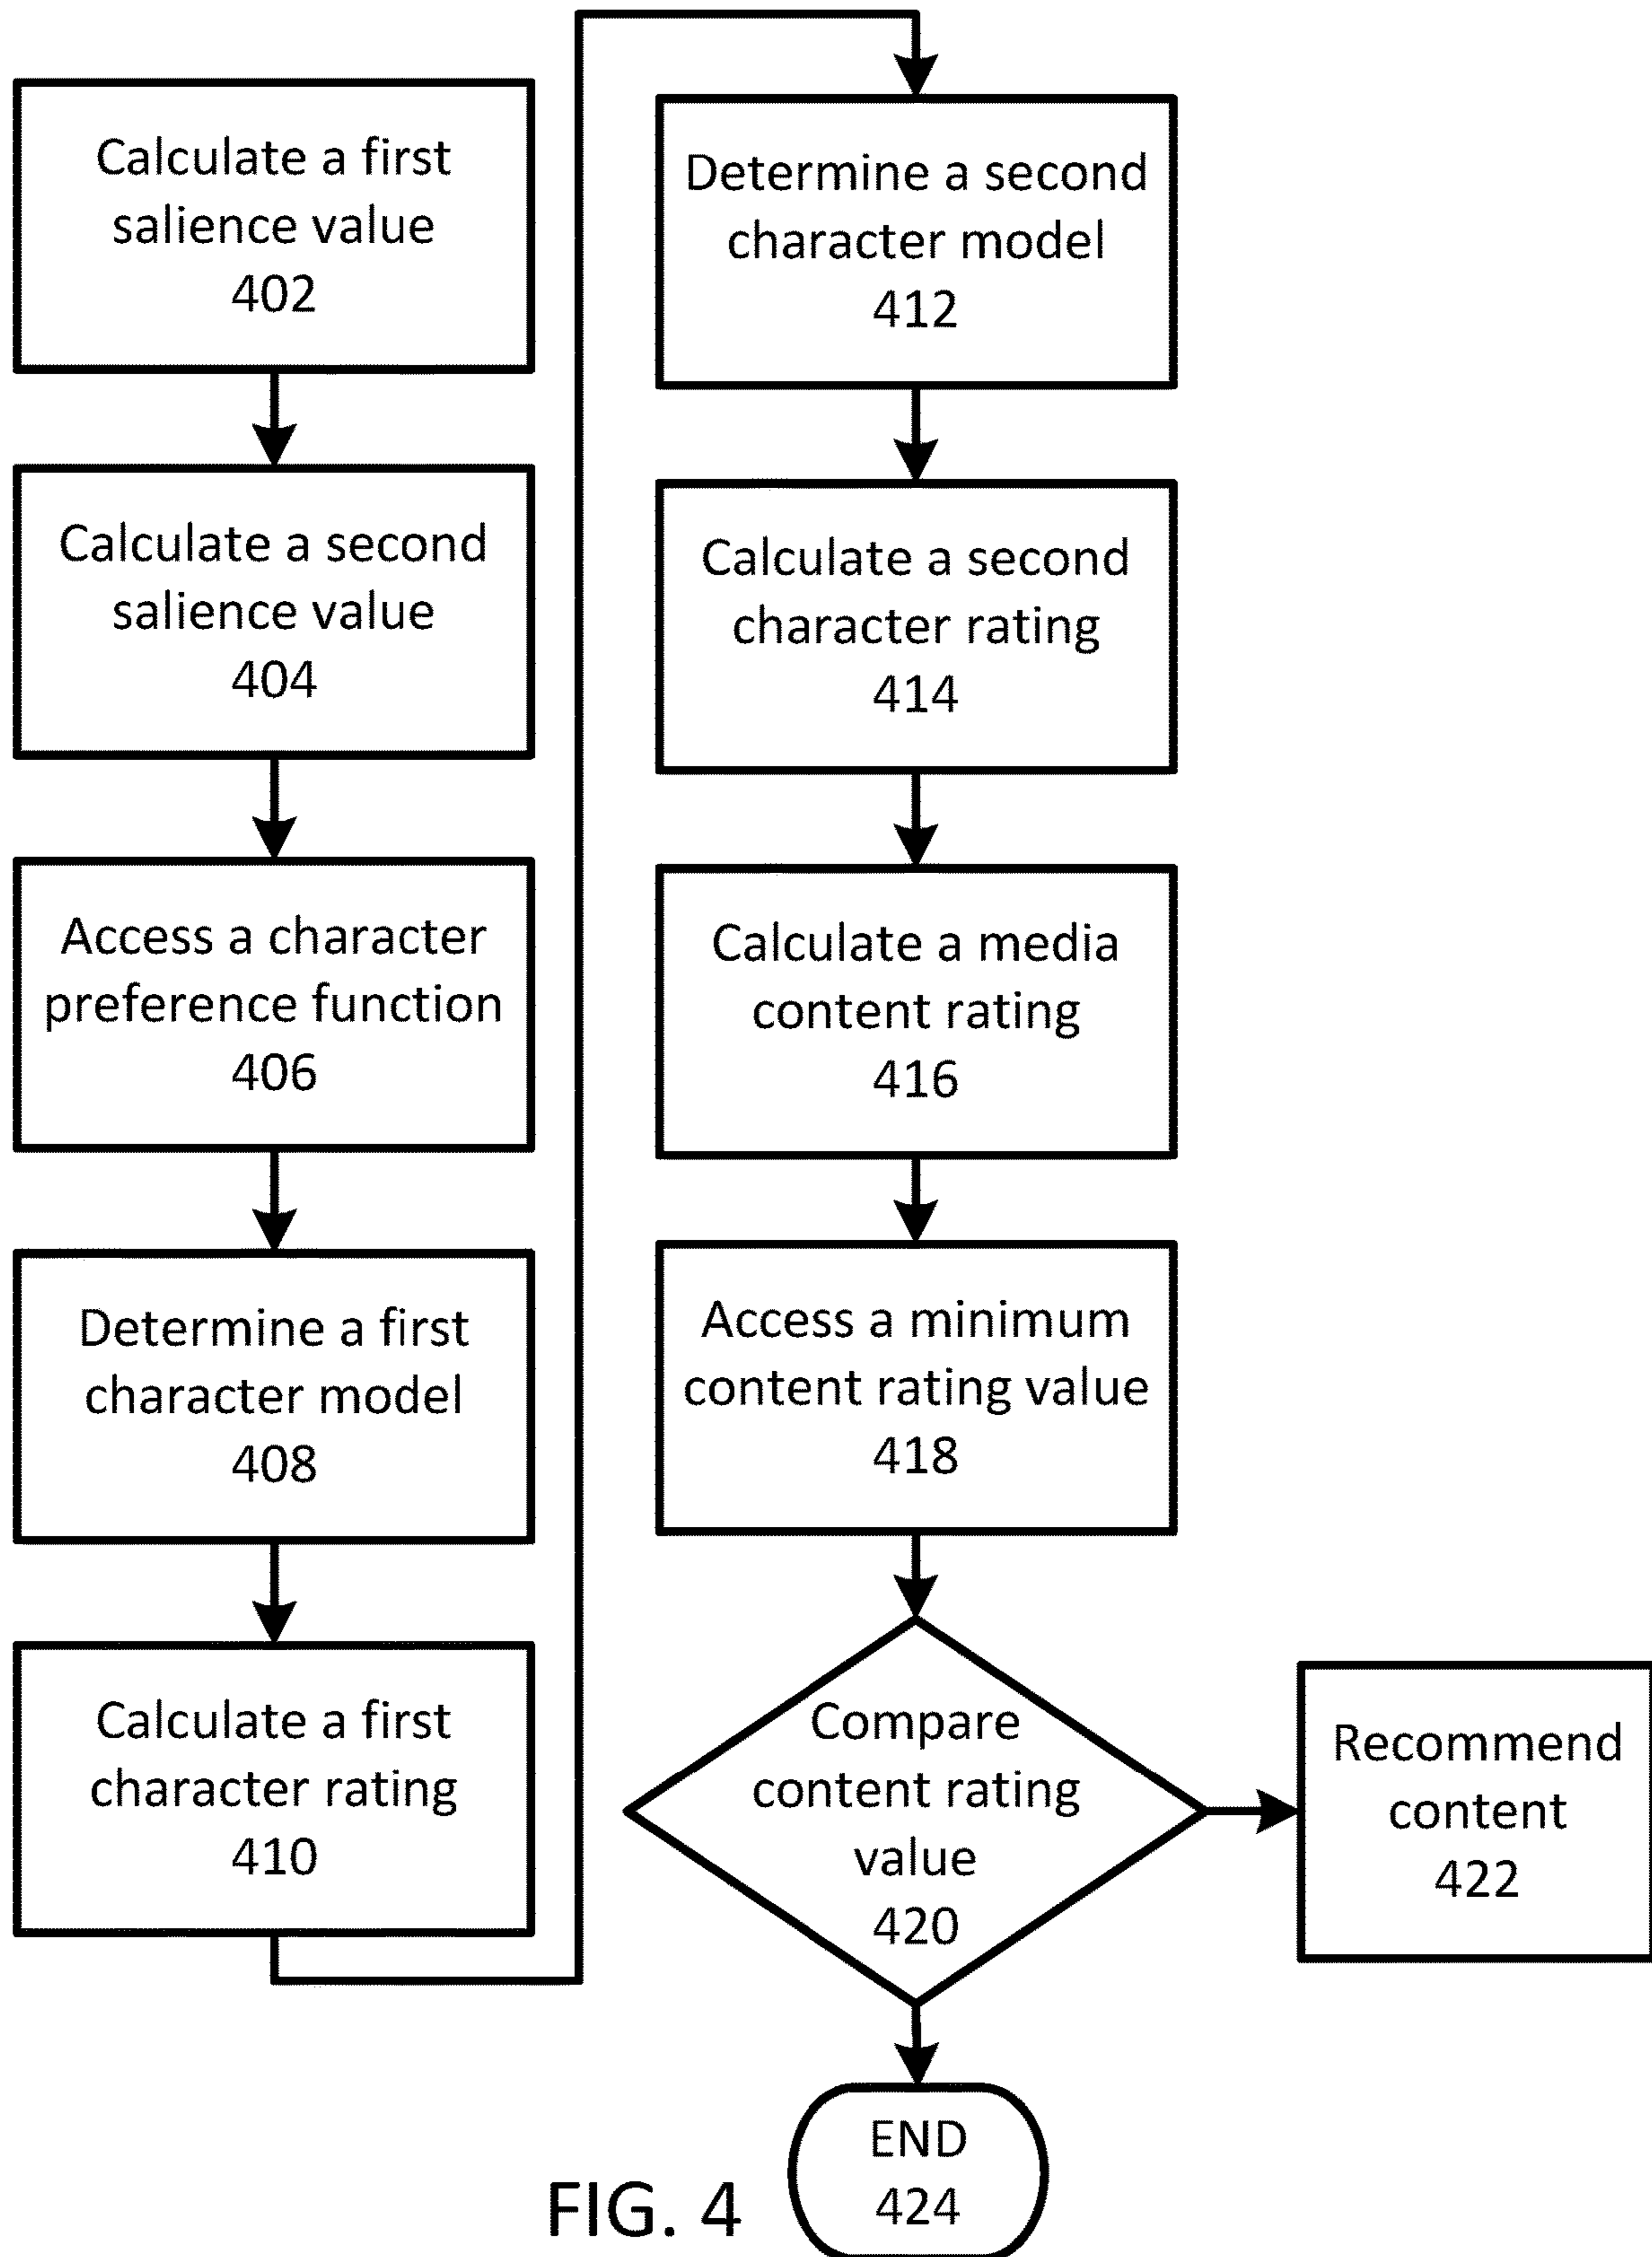 Calculate a first
salience value
402
Calculate a second
salience value
404
Access a character
preference function
406
Determine a first
character model
408
Calculate a first
character rating
410
Determine a second
character model
412
Calculate a second
character rating
414
Calculate a media
content rating
416
Access a minimum
content rating value
418
Compare
content rating
value
420
Recommend
content
422
END
424
FIG. 4